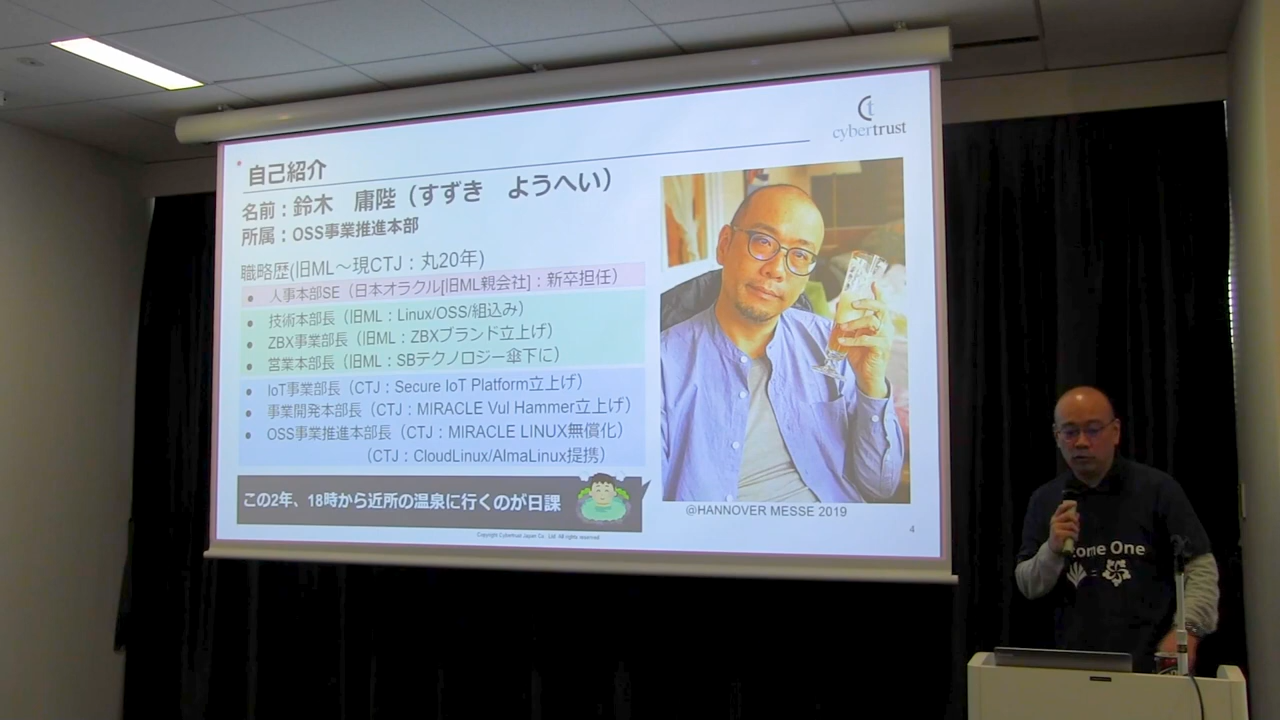 cybertrust
自己紹介
名前：鈴木　庸陛（すずき　ようへい）
所属：OSS事業推進本部
職略歴(旧ML～現CTJ：丸20年)
● 人事本部SE（日本オラクル[旧ML親会社]：新卒担任）
● 技術本部長（旧ML：Linux/OSS/組込み）
● ZBX事業部長（旧ML：ZBXブランド立上げ）
● 営業本部長（旧ML：SBテクノロジー傘下に）
● IoT事業部長（CTJ：Secure IoT Platform立上げ）
● 事業開発本部長（CTJ：MIRACLE Vul Hammer立上げ）
● OSS事業推進本部長（CTJ：MIRACLE LINUX無償化）
（CTJ：CloudLinux/AlmaLinux提携）
この2年、18時から近所の温泉に行くのが日課
@HANNOVER MESSE 2019
Copyright Cybertrust Japan Co., Ltd. All rights reserved.
4
ome One